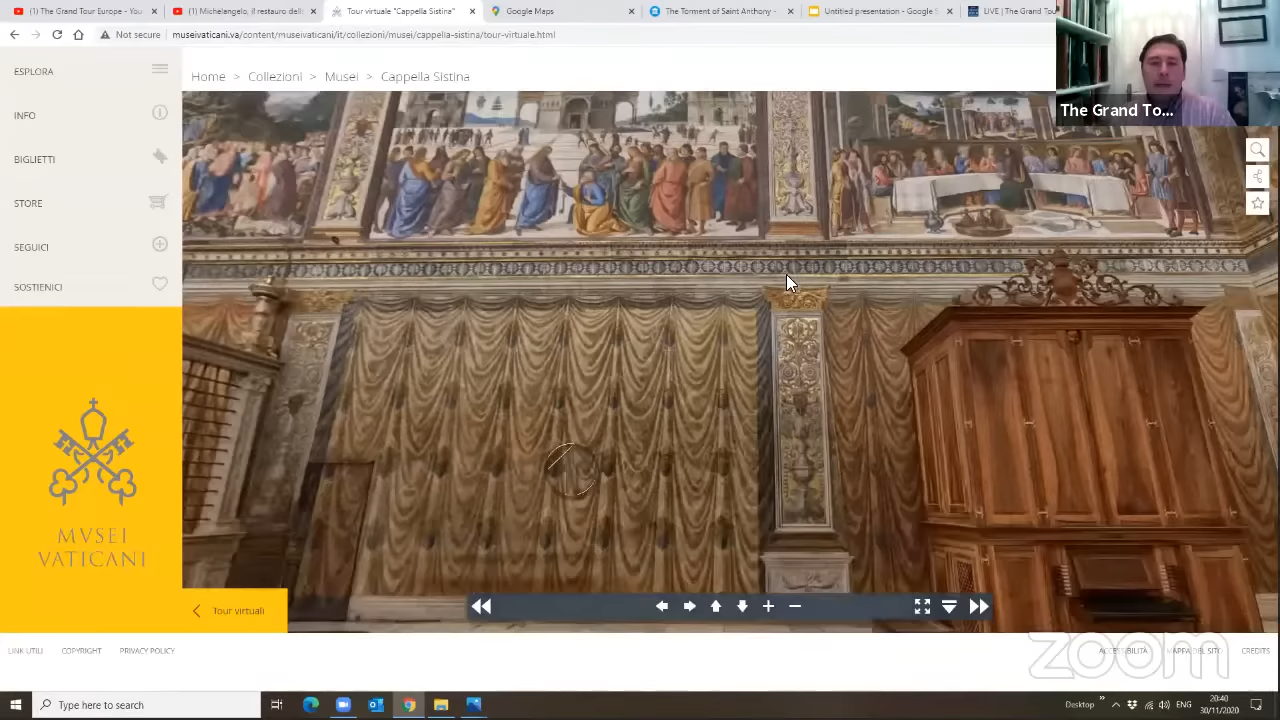 (1) The Grand Tour Europe - You
(1) Michelangelo, il restauro dell
Tour virtuale "Cappella Sistina"
Google Maps
The Torment of Saint Anthony -
Untitled presentation - Google S
LIVE | The Grand Tou
Not secure
museivaticani.va/content/museivaticani/it/collezioni/musei/cappella-sistina/tour-virtuale.html
The Grand To...
Home > Collezioni > Musei > Cappella Sistina
ESPLORA
INFO
BIGLIETTI
STORE
SEGUICI
SOSTIENICI
MVSEI
VATICANI
Tour virtuali
LINK UTILI COPYRIGHT PRIVACY POLICY
ACCESSIBILITÀ MAPPA DEL SITO CREDITS
zoom
Type here to search
Desktop
ENG
20:40
30/11/2020